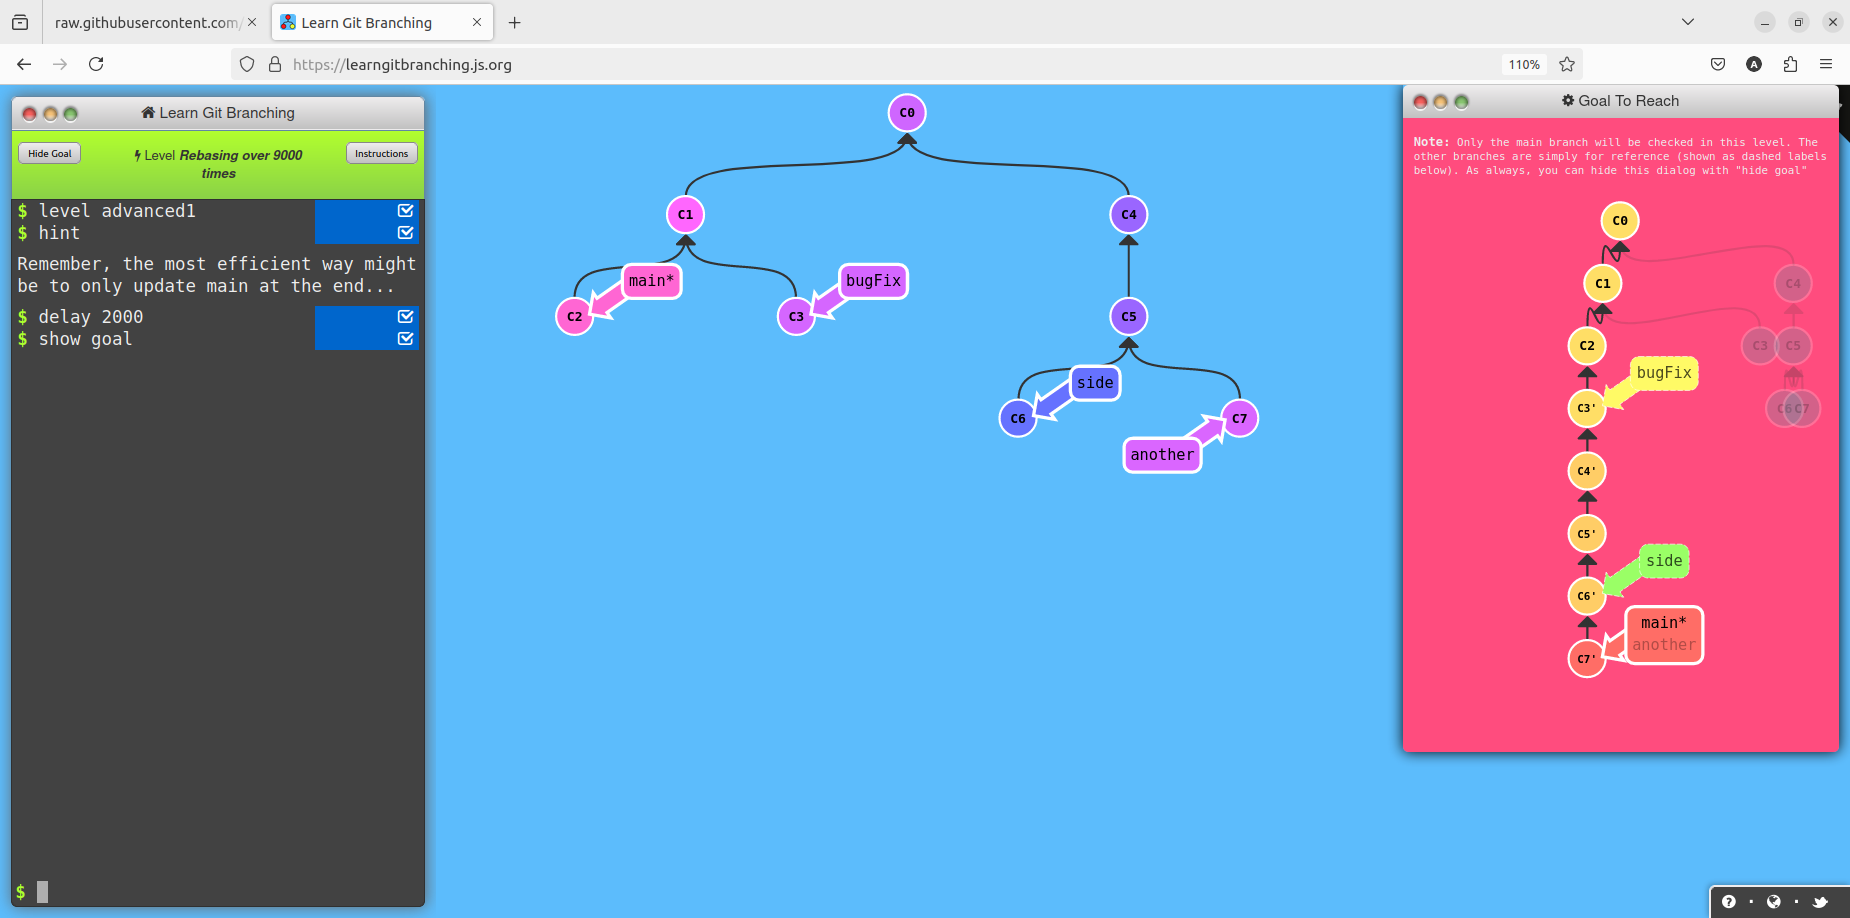 raw.githubusercontent.com/
Learn Git Branching
https://learngitbranching.js.org
110%
A
Learn Git Branching
Hide Goal
Level Rebasing over 9000
times
Instructions
$ level advanced1
$ hint
Remember, the most efficient way might
be to only update main at the end...
$ delay 2000
$ show goal
$
C0
C1
C4
main*
bugFix
C2
C3
C5
side
C6
C7
another
Goal To Reach
Note: Only the main branch will be checked in this level. The
other branches are simply for reference (shown as dashed labels
below). As always, you can hide this dialog with "hide goal"
C0
C1
C4
C2
C3
C5
bugFix
C3'
C6
C7
C4'
C5'
side
C6'
main*
another
C7'
?